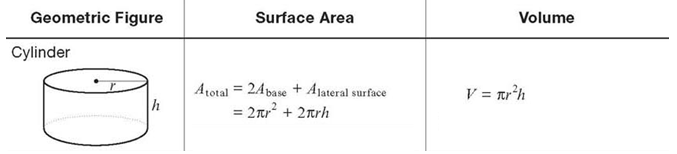 Geometric Figure Surface Area Volume
Cylinder
r
h
A_total = 2A_base + A_lateral surface
= 2πr² + 2πrh
V = πr²h